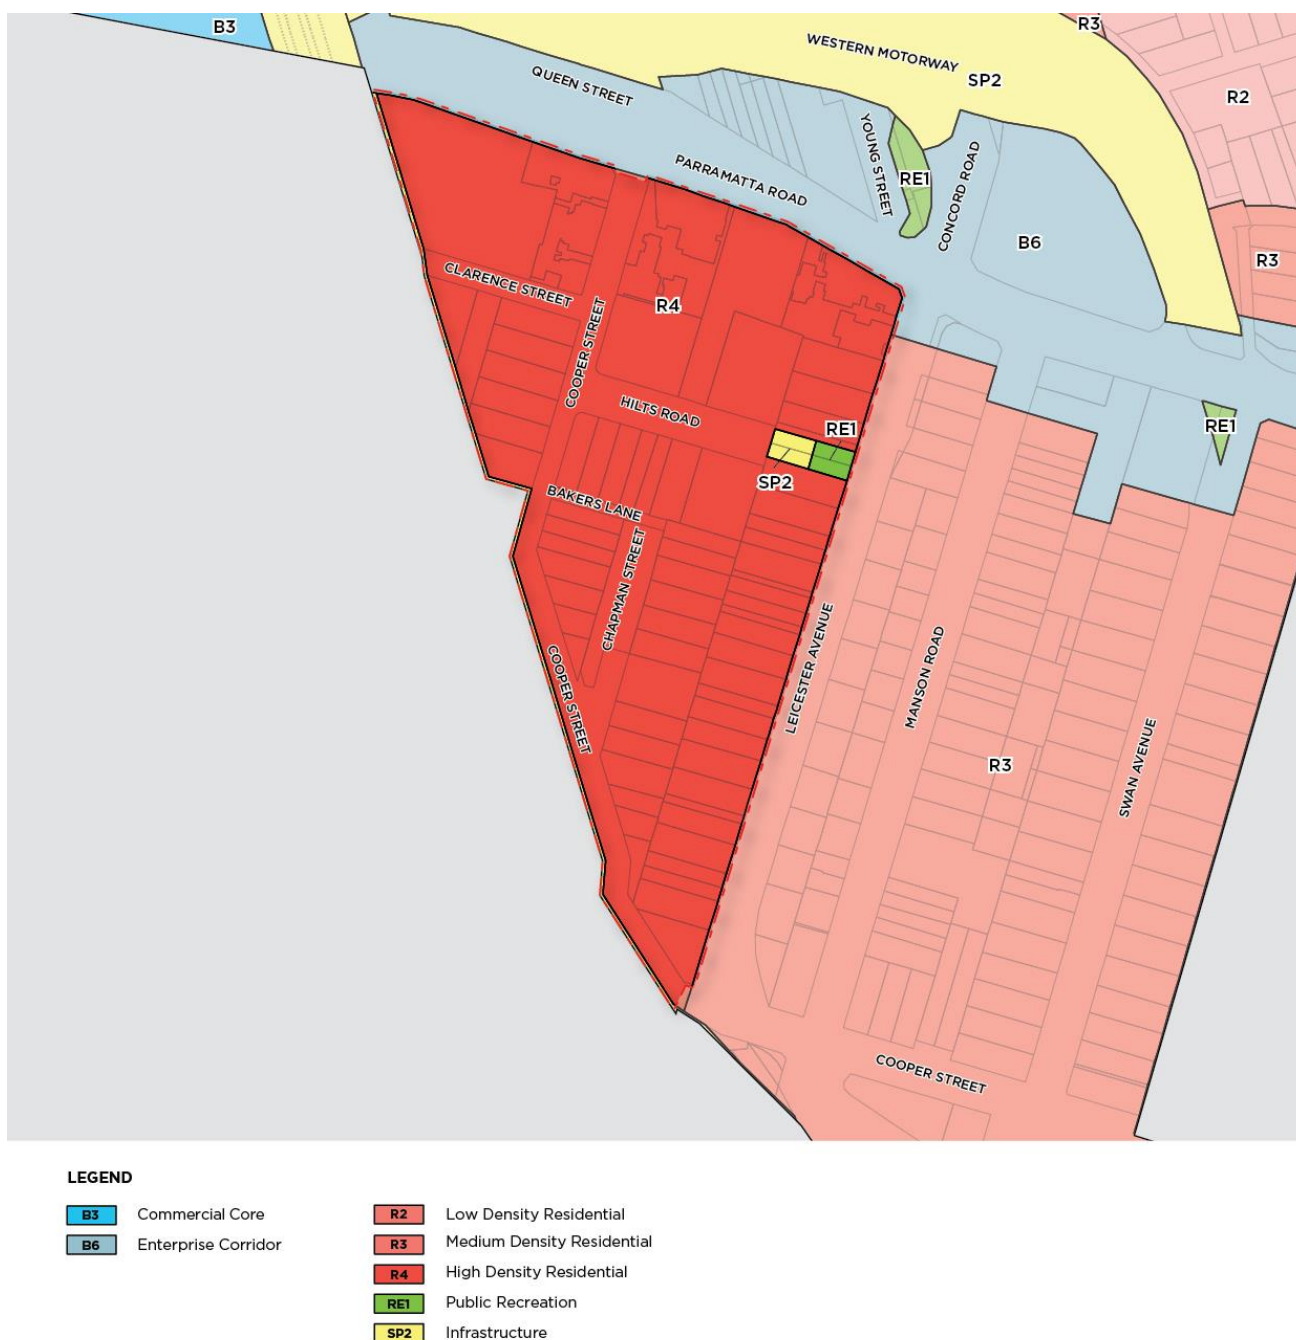 B3
R3
WESTERN MOTORWAY
SP2
QUEEN STREET
R2
YOUNG STREET
PARRAMATTA ROAD
RE1
CONCORD ROAD
B6
R3
CLARENCE STREET
R4
COOPER STREET
HILTS ROAD
RE1
RE1
SP2
BAKERS LANE
CHAPMAN STREET
LEICESTER AVENUE
MANSON ROAD
COOPER STREET
SWAN AVENUE
R3
COOPER STREET
LEGEND
B3 Commercial Core
B6 Enterprise Corridor
R2 Low Density Residential
R3 Medium Density Residential
R4 High Density Residential
RE1 Public Recreation
SP2 Infrastructure